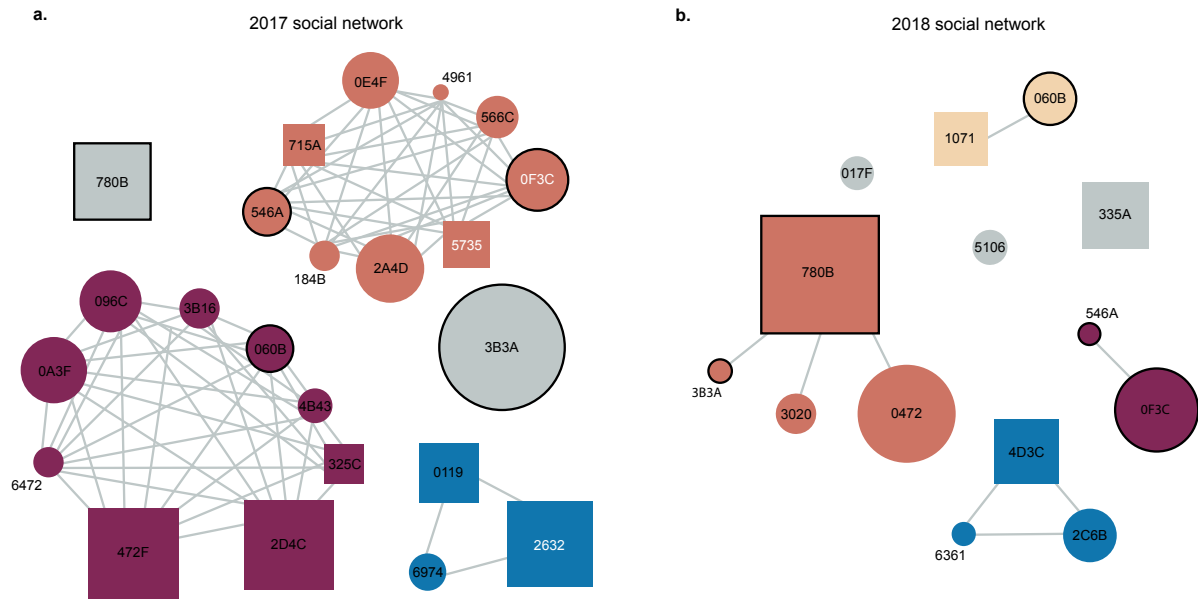 a.
2017 social network
0E4F
4961
566C
715A
780B
0F3C
546A
5735
184B
2A4D
096C
3B16
060B
3B3A
0A3F
4B43
325C
6472
0119
472F
2D4C
2632
6974
b.
2018 social network
060B
1071
017F
335A
5106
780B
546A
3B3A
3020
0472
0F3C
4D3C
6361
2C6B